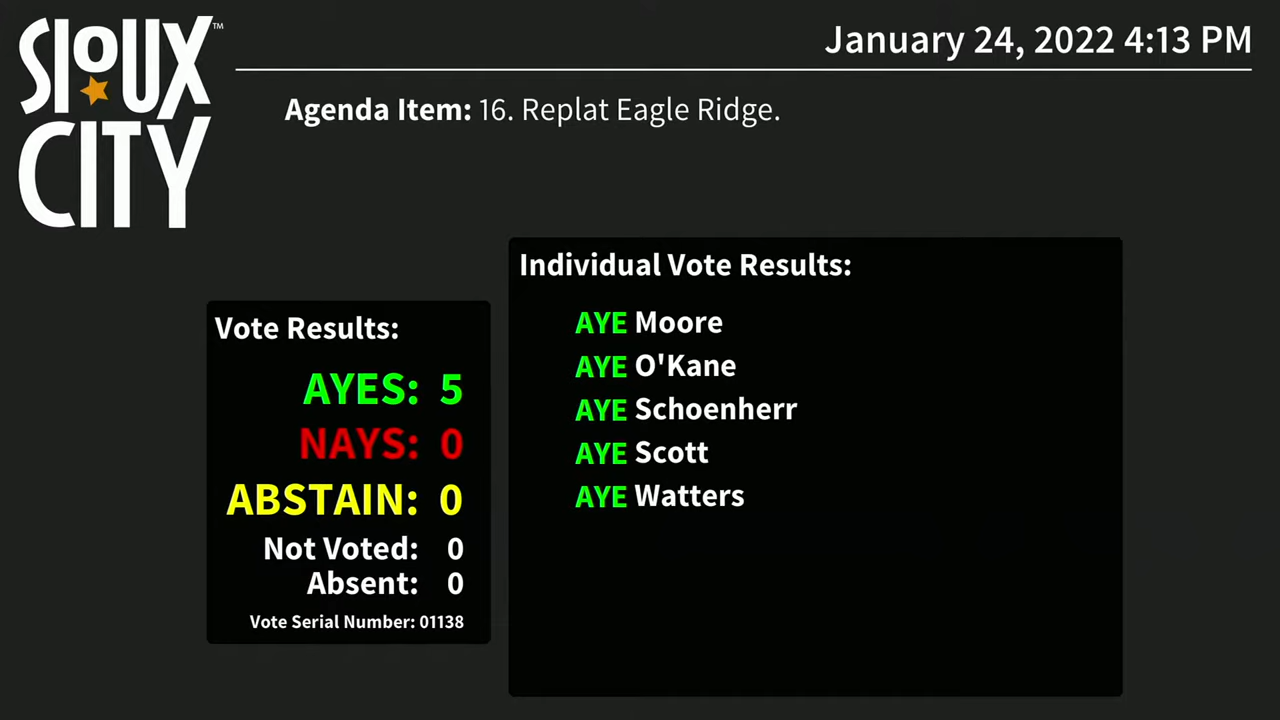 SIOUX
CITY
™
January 24, 2022 4:13 PM
Agenda Item: 16. Replat Eagle Ridge.
Vote Results:
AYES: 5
NAYS: 0
ABSTAIN: 0
Not Voted: 0
Absent: 0
Vote Serial Number: 01138
Individual Vote Results:
AYE Moore
AYE O'Kane
AYE Schoenherr
AYE Scott
AYE Watters